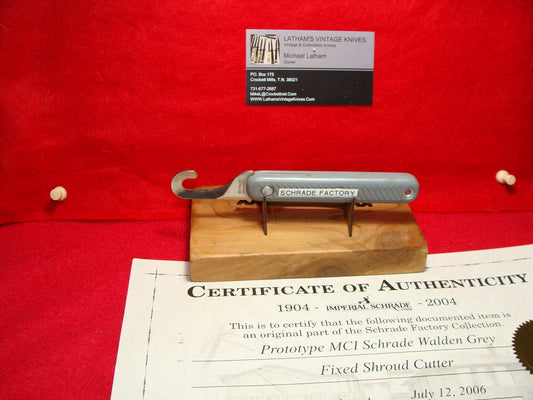 LATHAM'S VINTAGE KNIVES
Vintage & Collectable Knives
Michael Latham
Owner
P.O. Box 175
Crockett Mills, T.N. 38021
731-677-3687
MikeL@Crockettnet.Com
WWW.LathamsVintageKnives.Com
SCHRADE FACTORY
CERTIFICATE OF AUTHENTICITY
1904 - IMPERIAL SCHRADE - 2004
This is to certify that the following documented item is
an original part of the Schrade Factory Collection.
Prototype MCI Schrade Walden Grey
Fixed Shroud Cutter
July 12, 2006